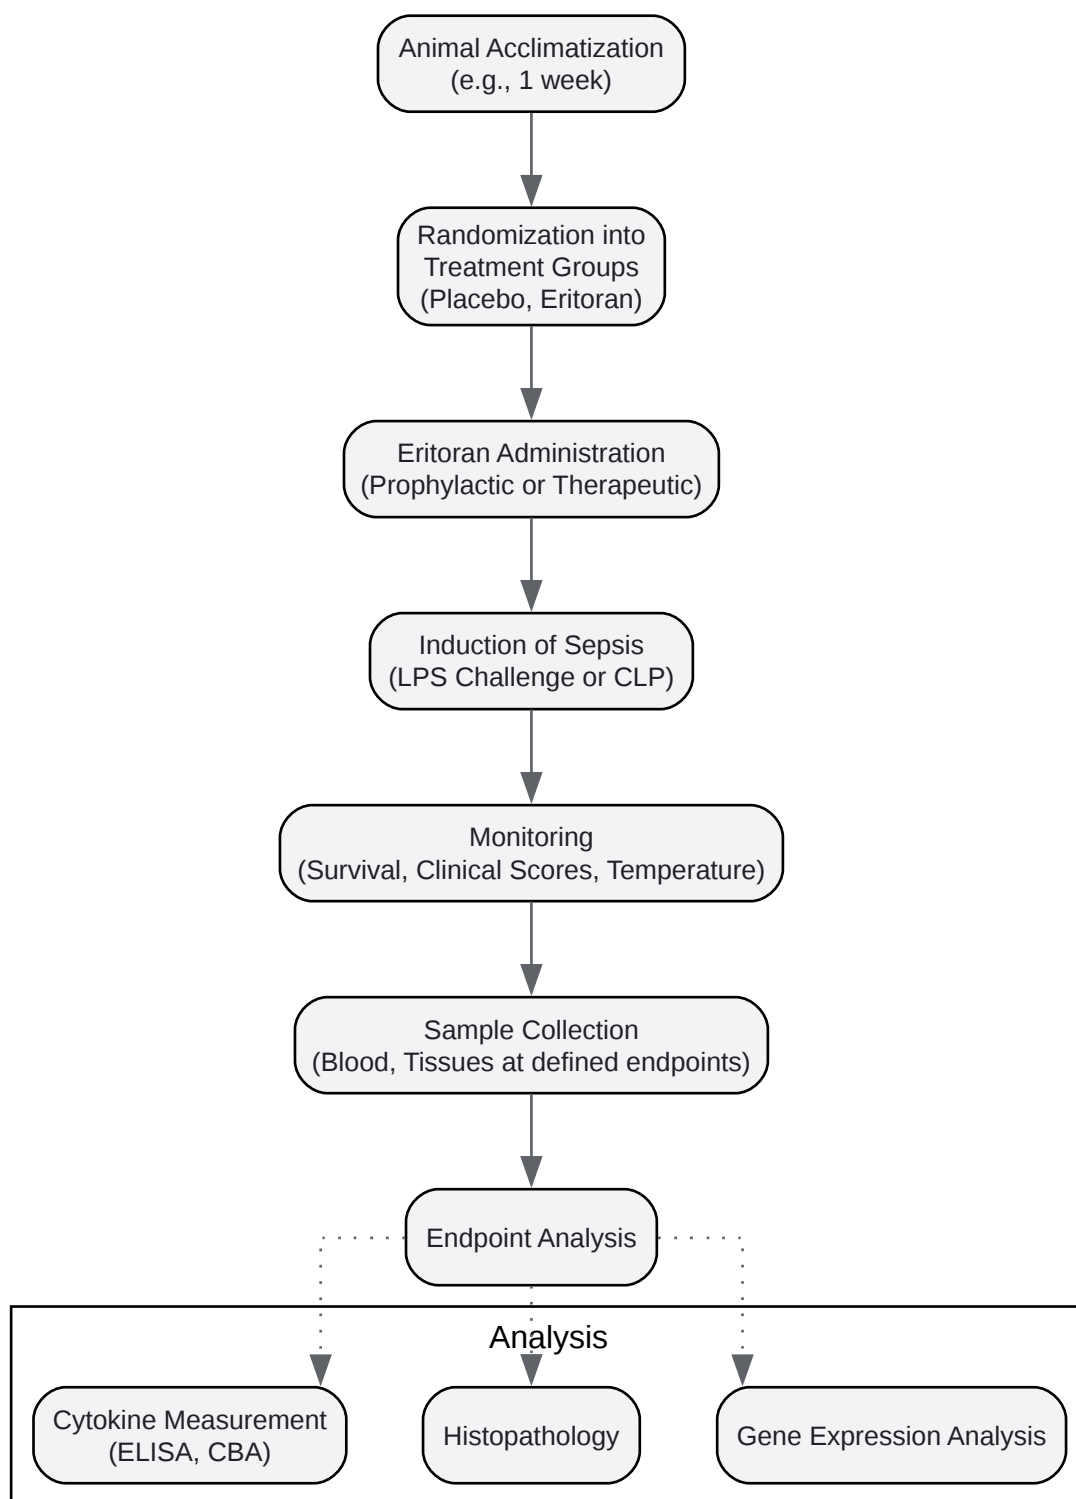 Animal Acclimatization
(e.g., 1 week)
Randomization into
Treatment Groups
(Placebo, Eritoran)
Eritoran Administration
(Prophylactic or Therapeutic)
Induction of Sepsis
(LPS Challenge or CLP)
Monitoring
(Survival, Clinical Scores, Temperature)
Sample Collection
(Blood, Tissues at defined endpoints)
Endpoint Analysis
Analysis
Cytokine Measurement
(ELISA, CBA)
Histopathology
Gene Expression Analysis